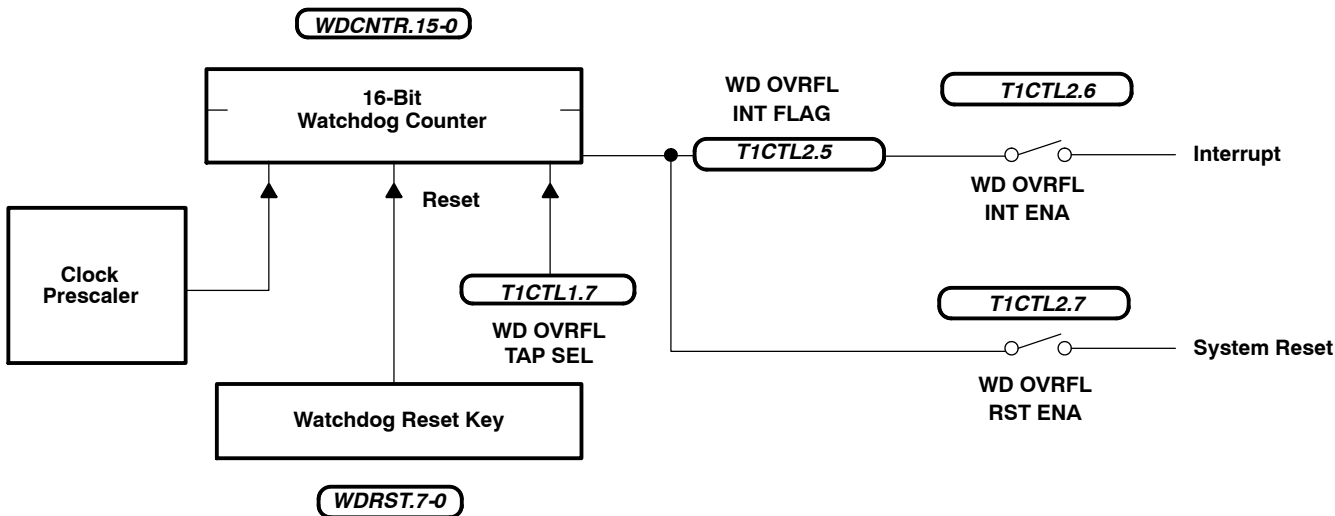 WDCNTR.15-0
16-Bit
Watchdog Counter
WD OVRFL
INT FLAG
T1CTL2.6
T1CTL2.5
Interrupt
WD OVRFL
INT ENA
Reset
Clock
Prescaler
T1CTL1.7
WD OVRFL
TAP SEL
T1CTL2.7
System Reset
WD OVRFL
RST ENA
Watchdog Reset Key
WDRST.7-0